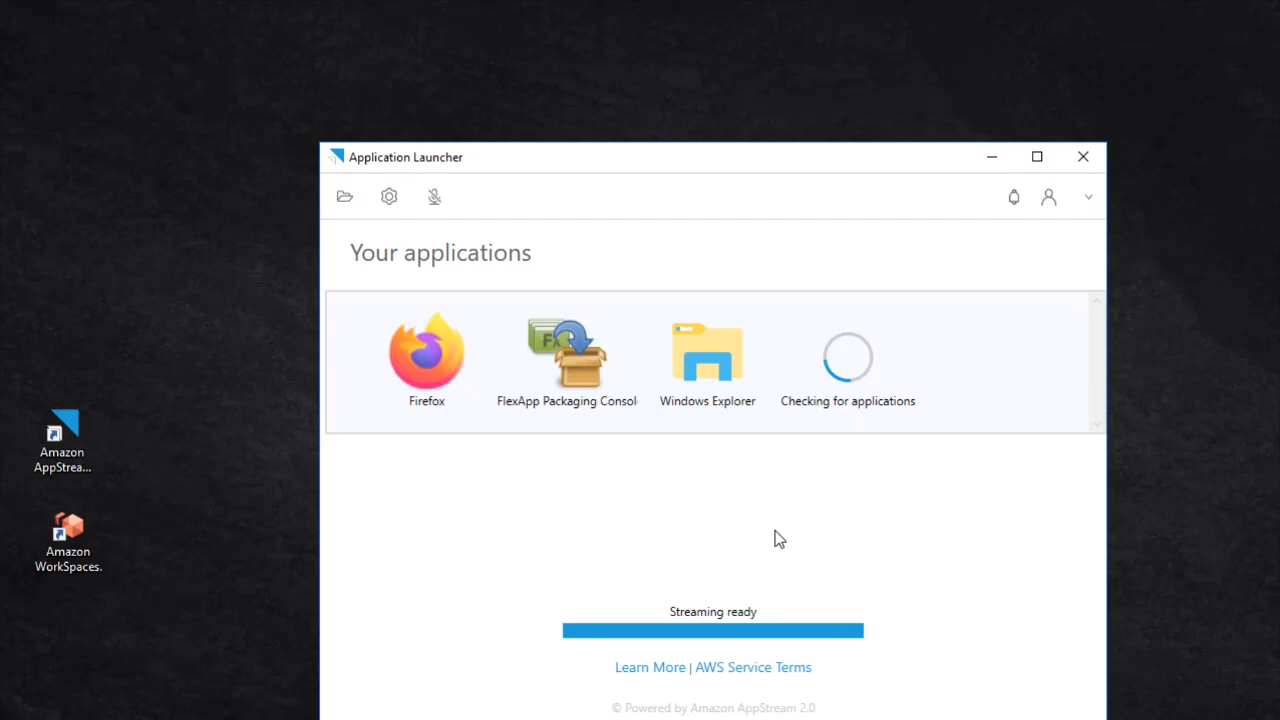 Application Launcher
Your applications
Firefox
FlexApp Packaging Consol
Windows Explorer
Checking for applications
Amazon
AppStrea...
Amazon
WorkSpaces.
Streaming ready
Learn More | AWS Service Terms
© Powered by Amazon AppStream 2.0